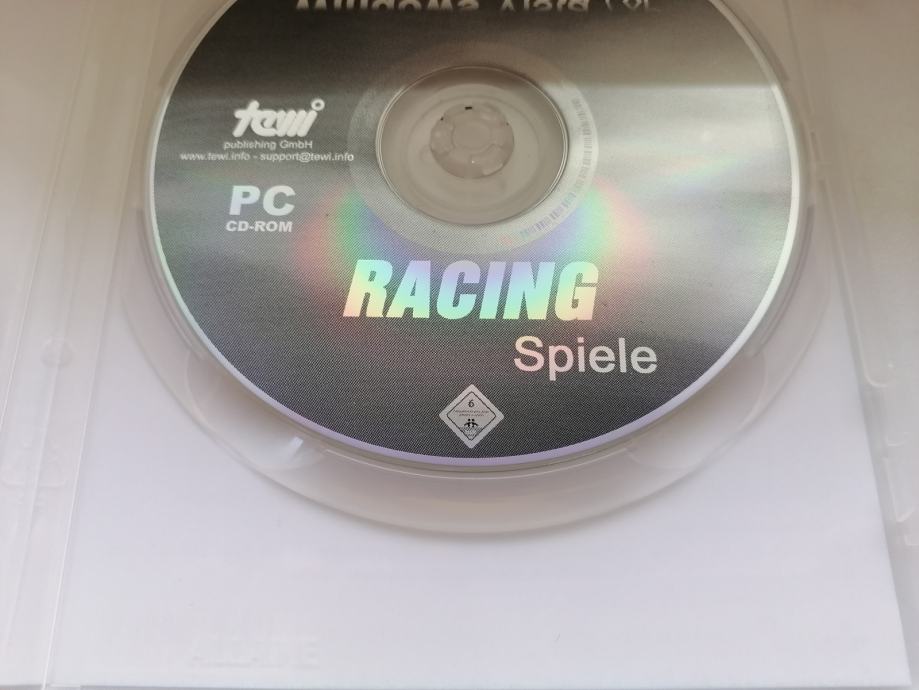 tewi
publishing GmbH
www.tewi.info - support@tewi.info
PC
CD-ROM
RACING
Spiele
6